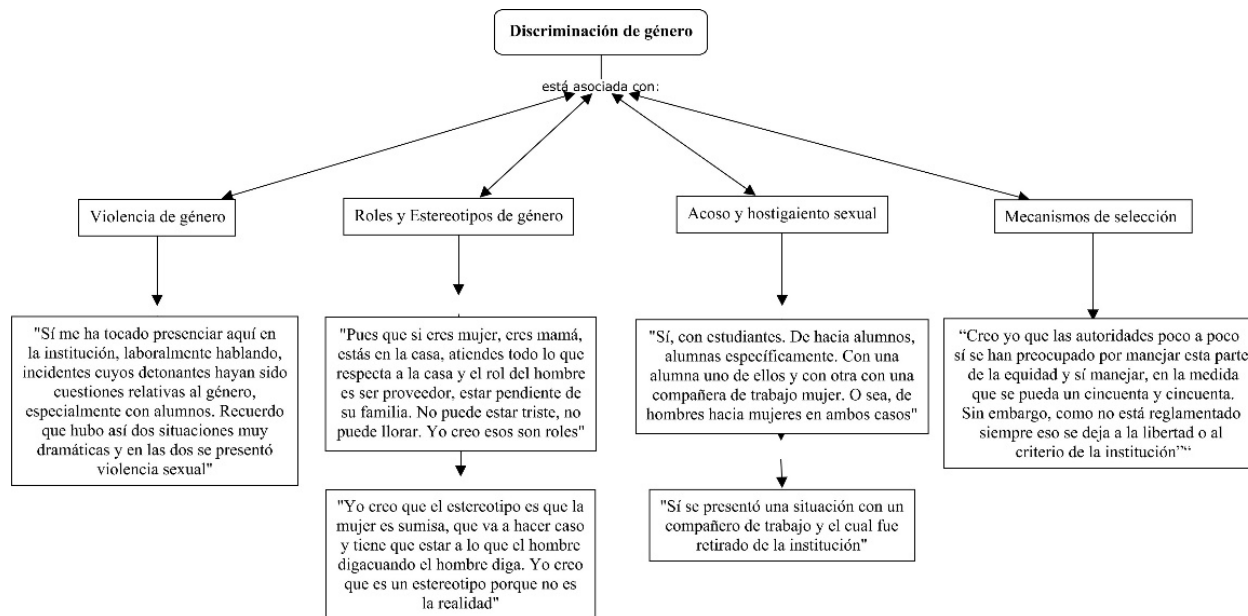 Discriminación de género
está asociada con:
Violencia de género
Roles y Estereotipos de género
Acoso y hostigaiento sexual
Mecanismos de selección
"Sí me ha tocado presenciar aquí en
la institución, laboralmente hablando,
incidentes cuyos detonantes hayan sido
cuestiones relativas al género,
especialmente con alumnos. Recuerdo
que hubo así dos situaciones muy
dramáticas y en las dos se presentó
violencia sexual"
"Pues que si eres mujer, eres mamá,
estás en la casa, atiendes todo lo que
respecta a la casa y el rol del hombre
es ser proveedor, estar pendiente de
su familia. No puede estar triste, no
puede llorar. Yo creo esos son roles"
"Yo creo que el estereotipo es que la
mujer es sumisa, que va a hacer caso
y tiene que estar a lo que el hombre
digacuando el hombre diga. Yo creo
que es un estereotipo porque no es
la realidad"
"Sí, con estudiantes. De hacia alumnos,
alumnas específicamente. Con una
alumna uno de ellos y con otra con una
compañera de trabajo mujer. O sea, de
hombres hacia mujeres en ambos casos"
"Sí se presentó una situación con un
compañero de trabajo y el cual fue
retirado de la institución"
“Creo yo que las autoridades poco a poco
sí se han preocupado por manejar esta parte
de la equidad y sí manejar, en la medida
que se pueda un cincuenta y cincuenta.
Sin embargo, como no está reglamentado
siempre eso se deja a la libertad o al
criterio de la institución”“